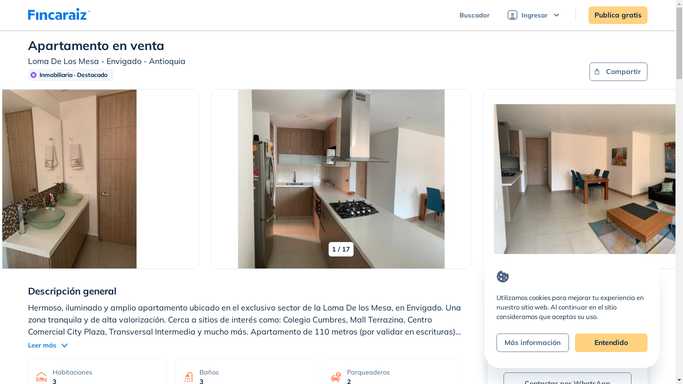 Fincaraiz
Buscador
Ingresar
Publica gratis
Apartamento en venta
Loma De Los Mesa - Envigado - Antioquia
Inmobiliaria · Destacado
Compartir
1 / 17
Descripción general
Hermoso, iluminado y amplio apartamento ubicado en el exclusivo sector de la Loma De los Mesa, en Envigado. Una
zona tranquila y de alta valorización. Cerca a sitios de interés como: Colegio Cumbres, Mall Terrazina, Centro
Comercial City Plaza, Transversal Intermedia y mucho más. Apartamento de 110 metros (por validar en escrituras)...
Leer más
Habitaciones
3
Baños
3
Parqueaderos
2
Utilizamos cookies para mejorar tu experiencia en
nuestro sitio web. Al continuar en el sitio
consideramos que aceptas su uso.
Más información
Entendido
Contactar por WhatsApp